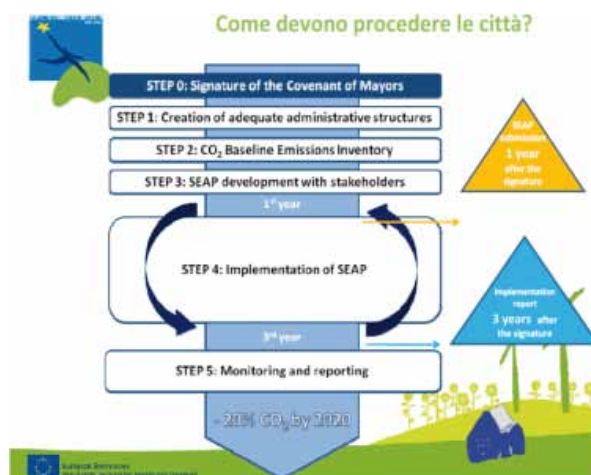 Come devono procedere le città?
STEP 0: Signature of the Covenant of Mayors
STEP 1: Creation of adequate administrative structures
STEP 2: CO₂ Baseline Emissions Inventory
STEP 3: SEAP development with stakeholders
1st year
STEP 4: Implementation of SEAP
3rd year
STEP 5: Monitoring and reporting
- 20% CO₂ by 2020
SEAP
submission
1 year
after the
signature
Implementation
report
3 years after
the signature